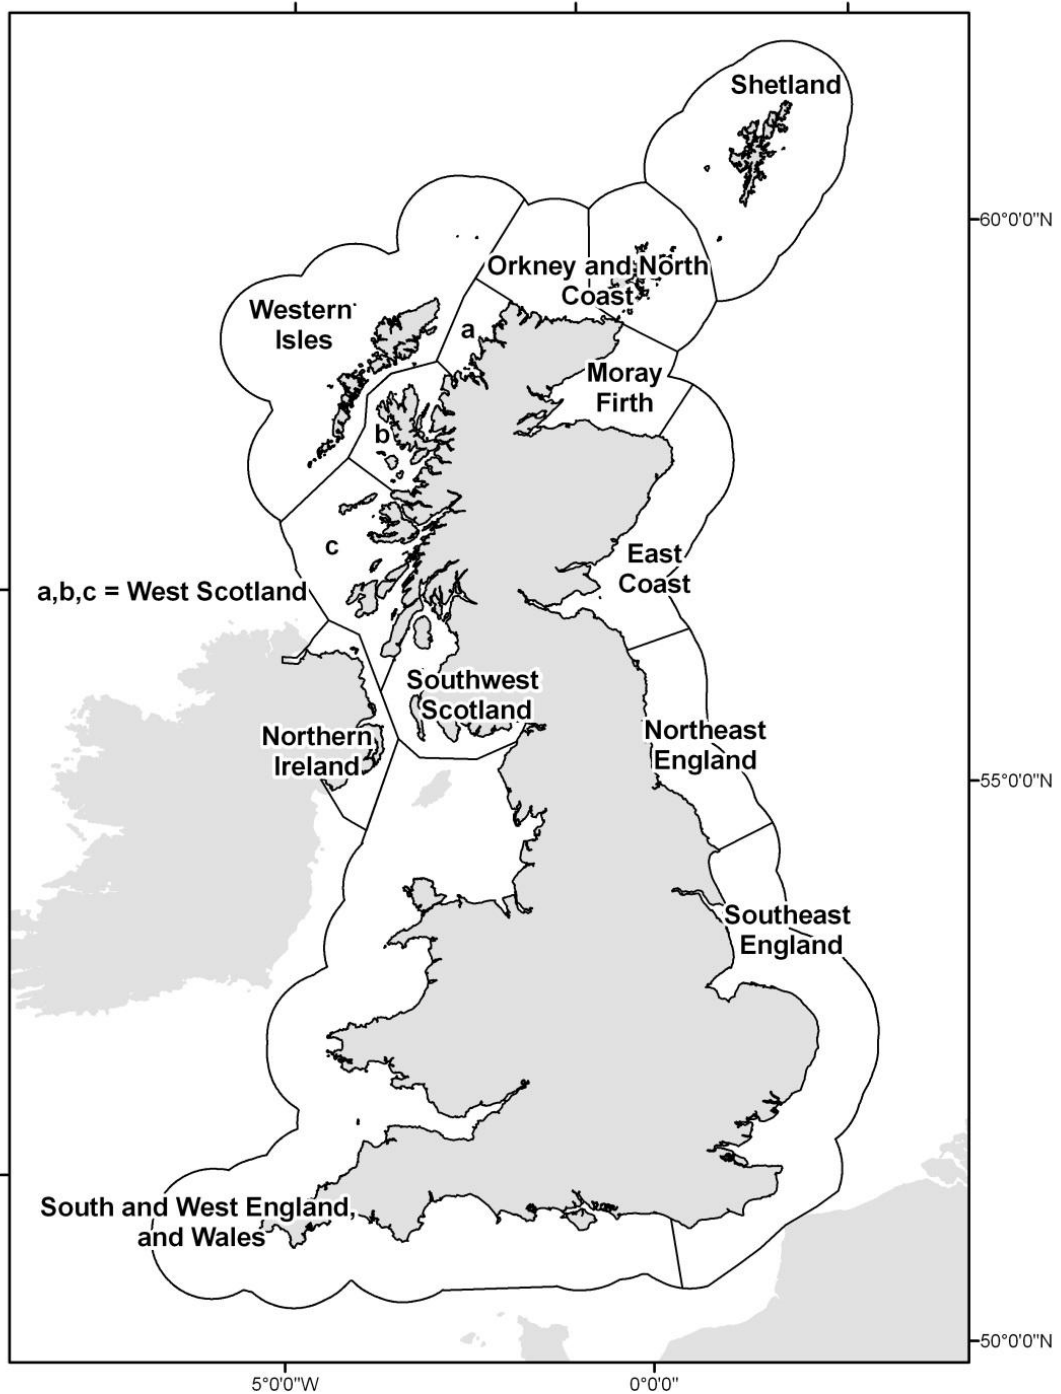 Shetland
60°0'0"N
Orkney and North
Coast
Western
Isles
a
Moray
Firth
b
c
East
Coast
a,b,c = West Scotland
Southwest
Scotland
Northern
Ireland
Northeast
England
55°0'0"N
Southeast
England
South and West England,
and Wales
50°0'0"N
5°0'0"W
0°0'0"